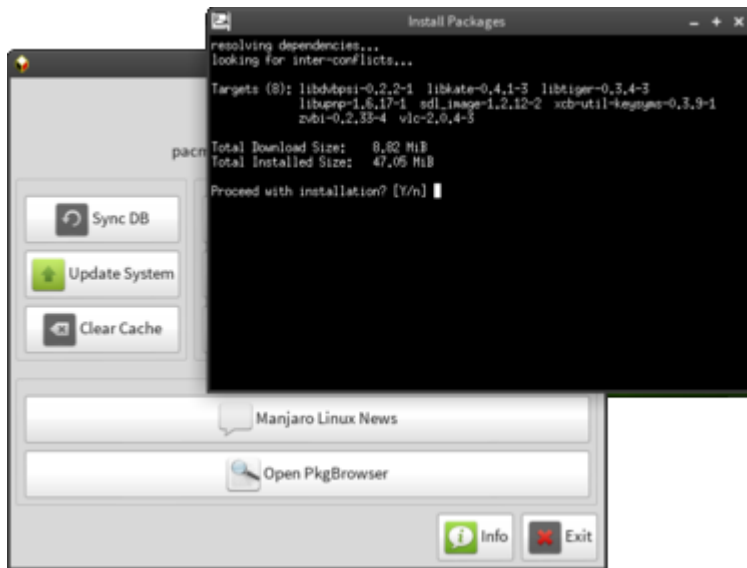 Install Packages
resolving dependencies...
looking for inter-conflicts...
Targets (8): libdvbpsi-0.2.2-1 libkate-0.4.1-3 libtiger-0.3.4-3
libupnp-1.6.17-1 sdl_image-1.2.12-2 xcb-util-keysyms-0.3.9-1
zvbi-0.2.33-4 vlc-2.0.4-3
Total Download Size: 8.82 MiB
Total Installed Size: 47.05 MiB
Proceed with installation? [Y/n]
pacm
Sync DB
Update System
Clear Cache
Manjaro Linux News
Open PkgBrowser
Info
Exit